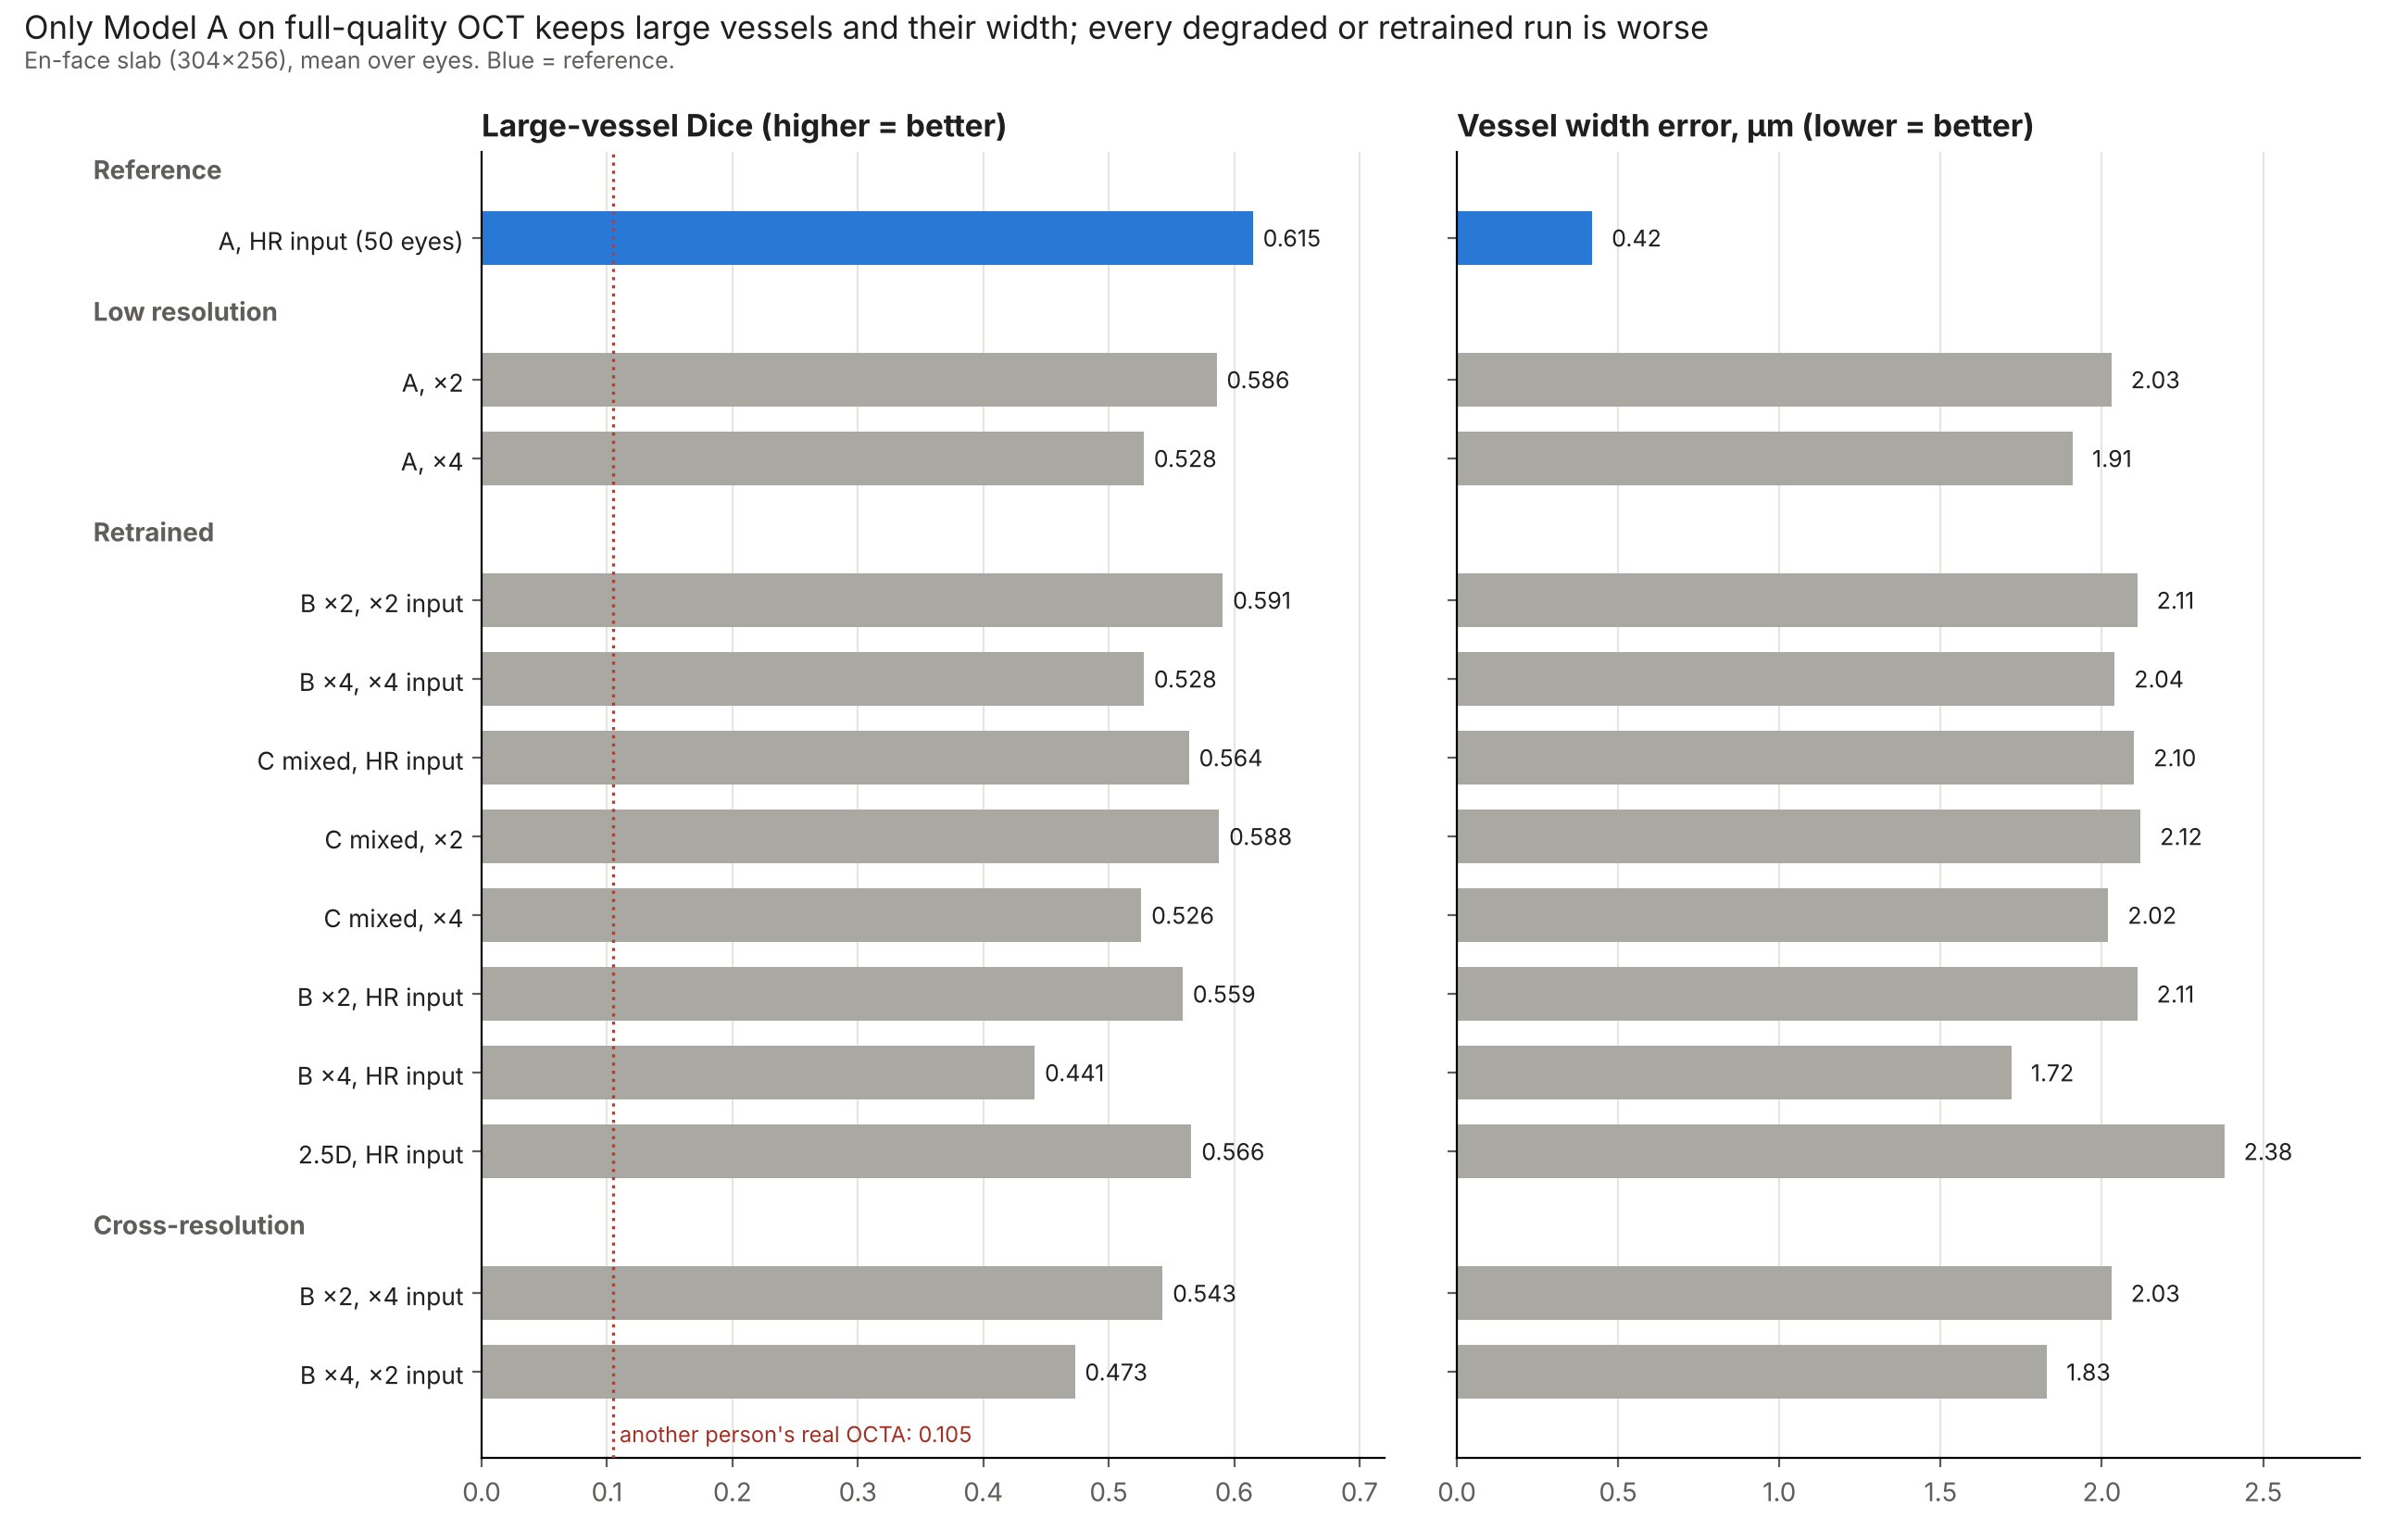 Only Model A on full-quality OCT keeps large vessels and their width; every degraded or retrained run is worse
En-face slab (304×256), mean over eyes. Blue = reference.
Large-vessel Dice (higher = better)
Vessel width error, µm (lower = better)
Reference
A, HR input (50 eyes) 0.615 0.42
Low resolution
A, ×2 0.586 2.03
A, ×4 0.528 1.91
Retrained
B ×2, ×2 input 0.591 2.11
B ×4, ×4 input 0.528 2.04
C mixed, HR input 0.564 2.10
C mixed, ×2 0.588 2.12
C mixed, ×4 0.526 2.02
B ×2, HR input 0.559 2.11
B ×4, HR input 0.441 1.72
2.5D, HR input 0.566 2.38
Cross-resolution
B ×2, ×4 input 0.543 2.03
B ×4, ×2 input 0.473 1.83
another person's real OCTA: 0.105
0.0 0.1 0.2 0.3 0.4 0.5 0.6 0.7
0.0 0.5 1.0 1.5 2.0 2.5